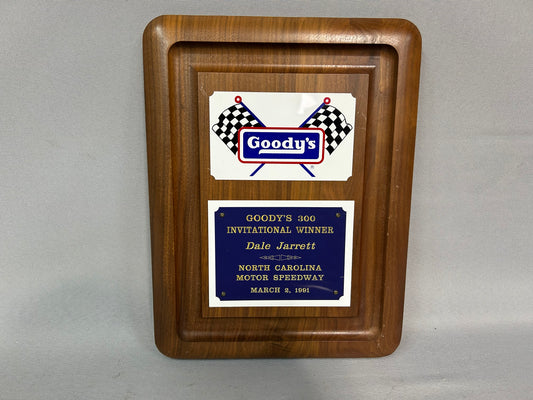 Goody's
®
GOODY'S 300
INVITATIONAL WINNER
Dale Jarrett
NORTH CAROLINA
MOTOR SPEEDWAY
MARCH 2, 1991